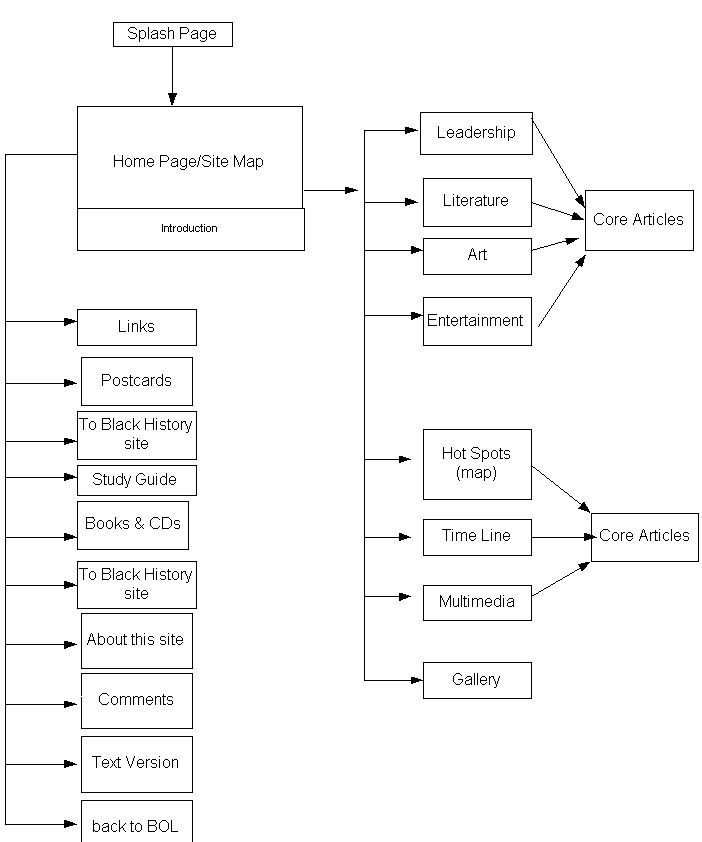 Splash Page
Home Page/Site Map
Introduction
Links
Postcards
To Black History
site
Study Guide
Books & CDs
To Black History
site
About this site
Comments
Text Version
back to BOL
Leadership
Literature
Art
Entertainment
Core Articles
Hot Spots
(map)
Time Line
Multimedia
Gallery
Core Articles